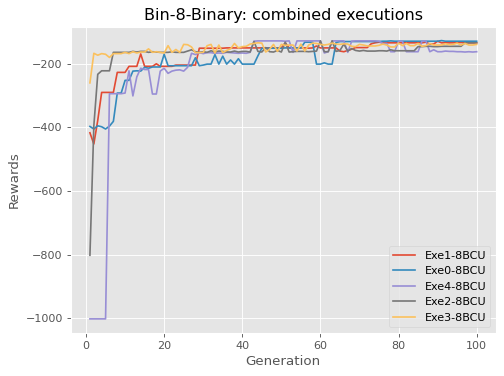 Bin-8-Binary: combined executions
Rewards
−200
−400
−600
−800
−1000
0
20
40
60
80
100
Generation
Exe1-8BCU
Exe0-8BCU
Exe4-8BCU
Exe2-8BCU
Exe3-8BCU